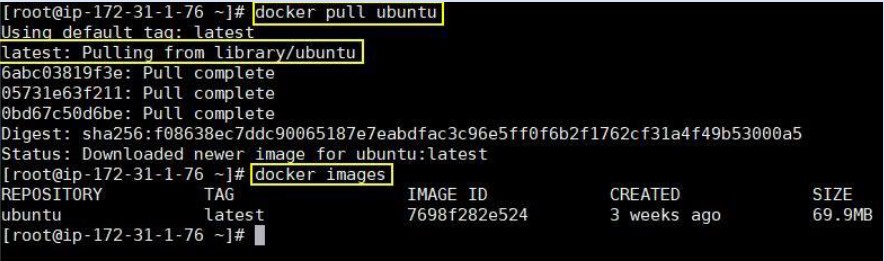 [root@ip-172-31-1-76 ~]# docker pull ubuntu
Using default tag: latest
latest: Pulling from library/ubuntu
6abc03819f3e: Pull complete
05731e63f211: Pull complete
0bd67c50d6be: Pull complete
Digest: sha256:f08638ec7ddc90065187e7eabdfac3c96e5ff0f6b2f1762cf31a4f49b53000a5
Status: Downloaded newer image for ubuntu:latest
[root@ip-172-31-1-76 ~]# docker images
REPOSITORY TAG IMAGE ID CREATED SIZE
ubuntu latest 7698f282e524 3 weeks ago 69.9MB
[root@ip-172-31-1-76 ~]#